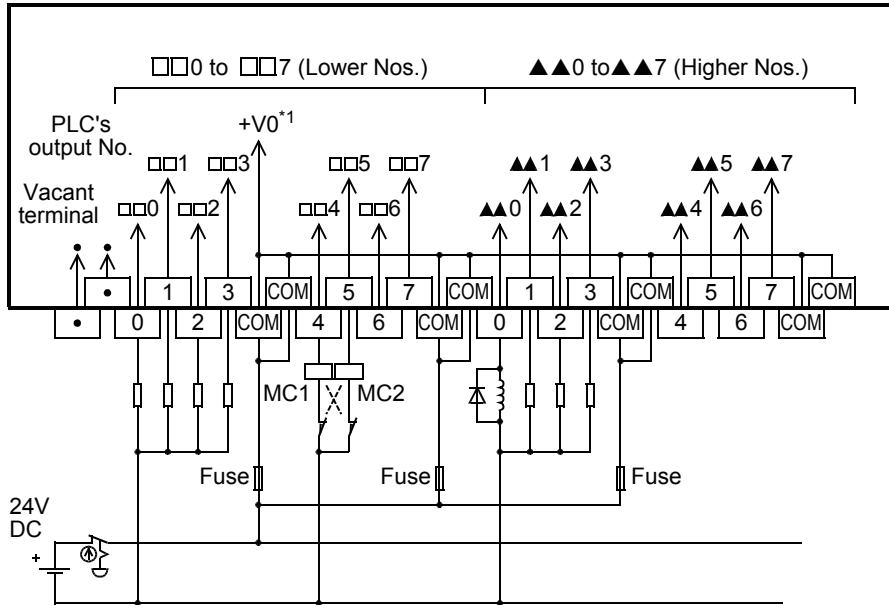 □□0 to □□7 (Lower Nos.)
▲▲0 to▲▲7 (Higher Nos.)
PLC's
output No.
+V0*1
Vacant
terminal
□□1
□□3
□□5
□□7
▲▲1
▲▲3
▲▲5
▲▲7
□□0
□□2
□□4
□□6
▲▲0
▲▲2
▲▲4
▲▲6
• 1 3 COM 5 7 COM 1 3 COM 5 7 COM
• 0 2 COM 4 6 COM 0 2 COM 4 6 COM
MC1
MC2
Fuse
Fuse
Fuse
24V
DC
+